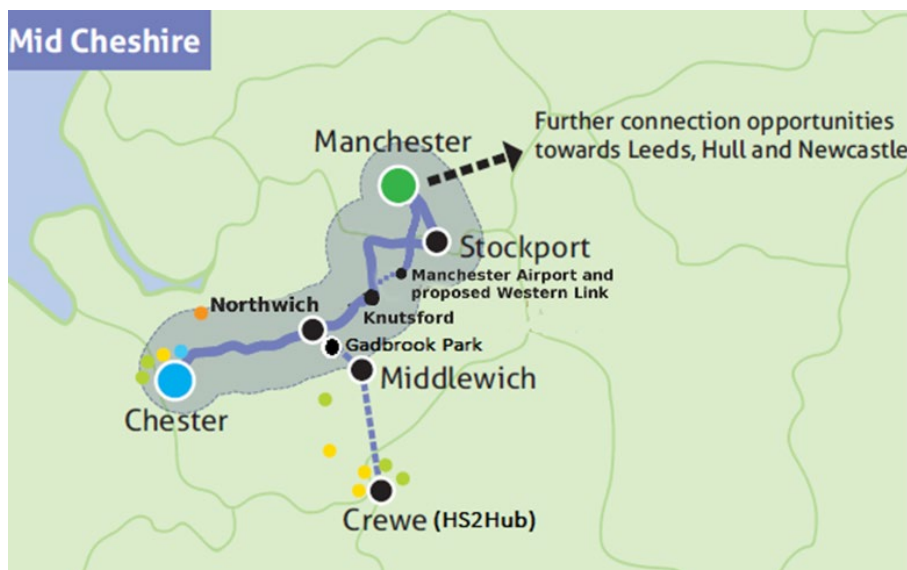 Mid Cheshire
Further connection opportunities
towards Leeds, Hull and Newcastle
Manchester
Stockport
Manchester Airport and
proposed Western Link
Northwich
Knutsford
Gadbrook Park
Middlewich
Chester
Crewe (HS2Hub)